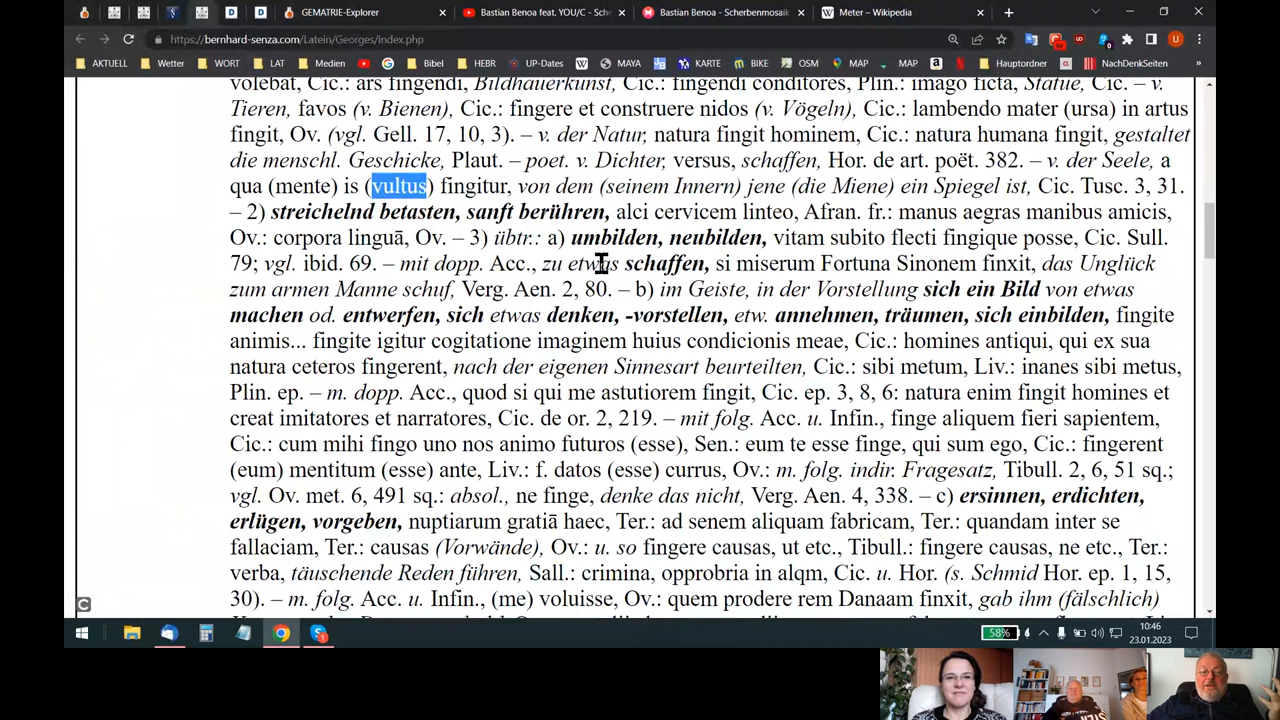 GEMATRIE-Explorer
Bastian Benoa feat. YOU/C - Sche
Bastian Benoa - Scherbenmosaik
Meter – Wikipedia
https://bernhard-senza.com/Latein/Georges/index.php
AKTUELL Wetter WORT LAT Medien Bibel HEBR UP-Dates MAYA KARTE BIKE OSM MAP MAP Hauptordner NachDenkSeiten
volebat, Cic.: ars fingendi, Bildhauerkunst, Cic.: fingendi conditores, Plin.: imago ficta, Statue, Cic. – v.
Tieren, favos (v. Bienen), Cic.: fingere et construere nidos (v. Vögeln), Cic.: lambendo mater (ursa) in artus
fingit, Ov. (vgl. Gell. 17, 10, 3). – v. der Natur, natura fingit hominem, Cic.: natura humana fingit, gestaltet
die menschl. Geschicke, Plaut. – poet. v. Dichter, versus, schaffen, Hor. de art. poët. 382. – v. der Seele, a
qua (mente) is (vultus) fingitur, von dem (seinem Innern) jene (die Miene) ein Spiegel ist, Cic. Tusc. 3, 31.
– 2) streichelnd betasten, sanft berühren, alci cervicem linteo, Afran. fr.: manus aegras manibus amicis,
Ov.: corpora linguā, Ov. – 3) übtr.: a) umbilden, neubilden, vitam subito flecti fingique posse, Cic. Sull.
79; vgl. ibid. 69. – mit dopp. Acc., zu etwas schaffen, si miserum Fortuna Sinonem finxit, das Unglück
zum armen Manne schuf, Verg. Aen. 2, 80. – b) im Geiste, in der Vorstellung sich ein Bild von etwas
machen od. entwerfen, sich etwas denken, -vorstellen, etw. annehmen, träumen, sich einbilden, fingite
animis... fingite igitur cogitatione imaginem huius condicionis meae, Cic.: homines antiqui, qui ex sua
natura ceteros fingerent, nach der eigenen Sinnesart beurteilten, Cic.: sibi metum, Liv.: inanes sibi metus,
Plin. ep. – m. dopp. Acc., quod si qui me astutiorem fingit, Cic. ep. 3, 8, 6: natura enim fingit homines et
creat imitatores et narratores, Cic. de or. 2, 219. – mit folg. Acc. u. Infin., finge aliquem fieri sapientem,
Cic.: cum mihi fingo uno nos animo futuros (esse), Sen.: eum te esse finge, qui sum ego, Cic.: fingerent
(eum) mentitum (esse) ante, Liv.: f. datos (esse) currus, Ov.: m. folg. indir. Fragesatz, Tibull. 2, 6, 51 sq.;
vgl. Ov. met. 6, 491 sq.: absol., ne finge, denke das nicht, Verg. Aen. 4, 338. – c) ersinnen, erdichten,
erlügen, vorgeben, nuptiarum gratiā haec, Ter.: ad senem aliquam fabricam, Ter.: quandam inter se
fallaciam, Ter.: causas (Vorwände), Ov.: u. so fingere causas, ut etc., Tibull.: fingere causas, ne etc., Ter.:
verba, täuschende Reden führen, Sall.: crimina, opprobria in alqm, Cic. u. Hor. (s. Schmid Hor. ep. 1, 15,
30). – m. folg. Acc. u. Infin., (me) voluisse, Ov.: quem prodere rem Danaam finxit, gab ihm (fälschlich)
58%
10:46
23.01.2023